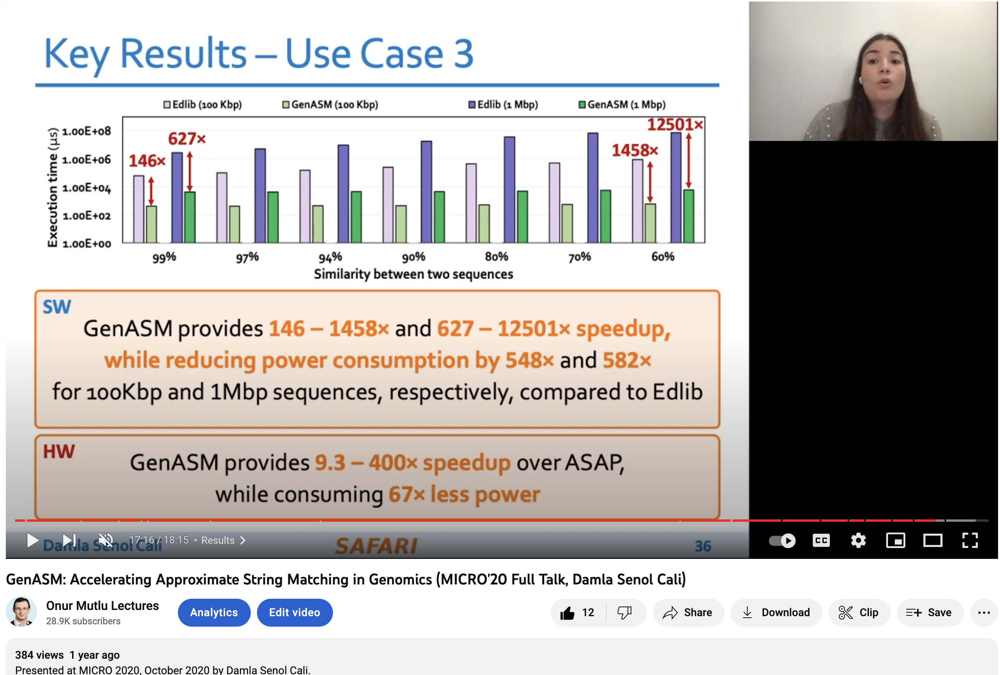 Key Results – Use Case 3
Edlib (100 Kbp) GenASM (100 Kbp) Edlib (1 Mbp) GenASM (1 Mbp)
Execution time (µs)
1.00E+08
1.00E+06
1.00E+04
1.00E+02
1.00E+00
146×
627×
1458×
12501×
99% 97% 94% 90% 80% 70% 60%
Similarity between two sequences
SW
GenASM provides 146 – 1458× and 627 – 12501× speedup,
while reducing power consumption by 548× and 582×
for 100Kbp and 1Mbp sequences, respectively, compared to Edlib
HW
GenASM provides 9.3 – 400× speedup over ASAP,
while consuming 67× less power
Damla Senol Cali
SAFARI
36
17:16 / 18:15 • Results
CC
GenASM: Accelerating Approximate String Matching in Genomics (MICRO'20 Full Talk, Damla Senol Cali)
Onur Mutlu Lectures
28.9K subscribers
Analytics
Edit video
12
Share
Download
Clip
Save
384 views 1 year ago
Presented at MICRO 2020, October 2020 by Damla Senol Cali.